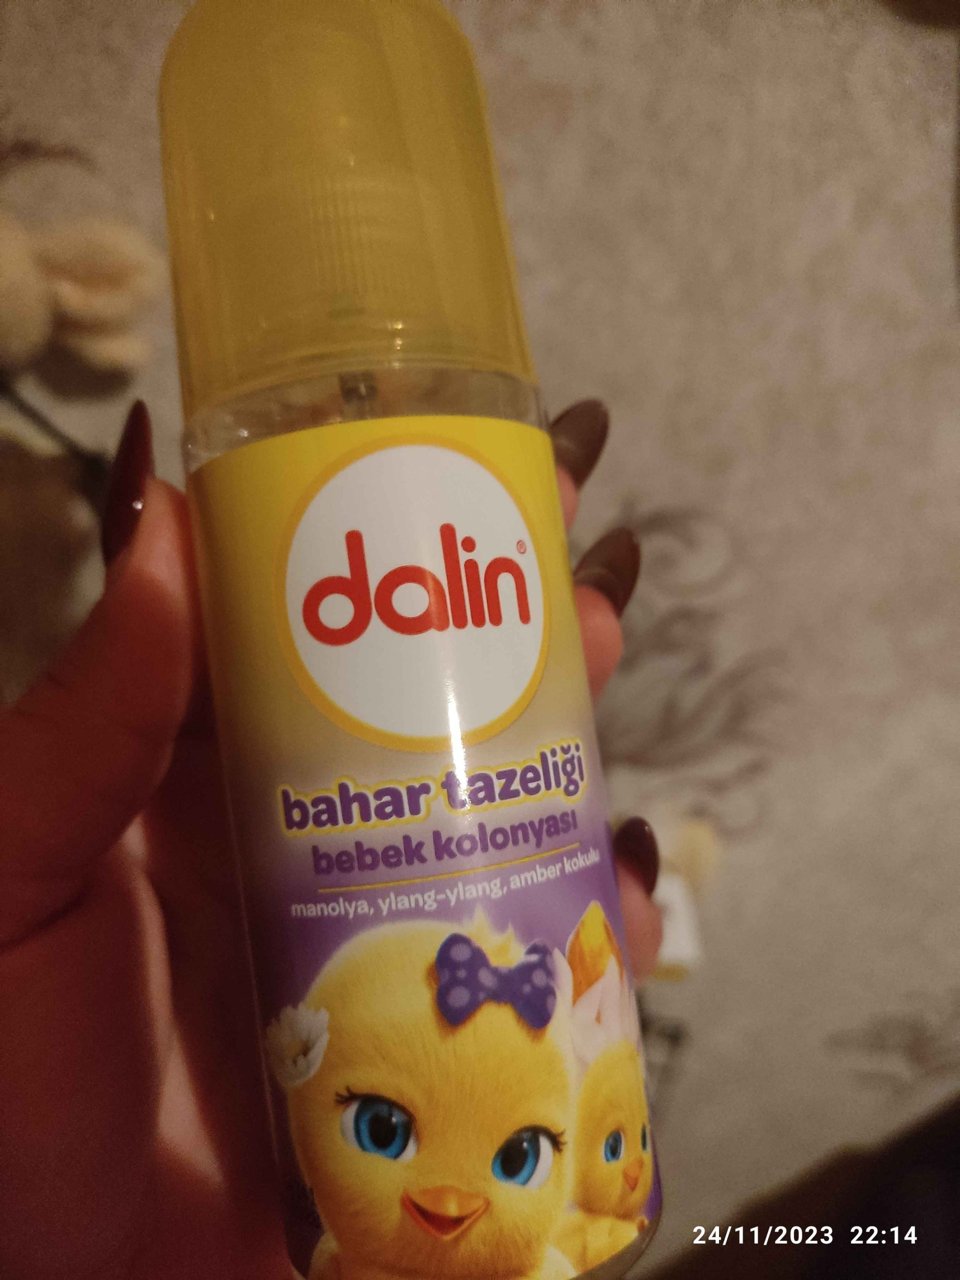 dalin®
bahar tazeliği
bebek kolonyası
manolya, ylang-ylang, amber kokulu
24/11/2023 22:14